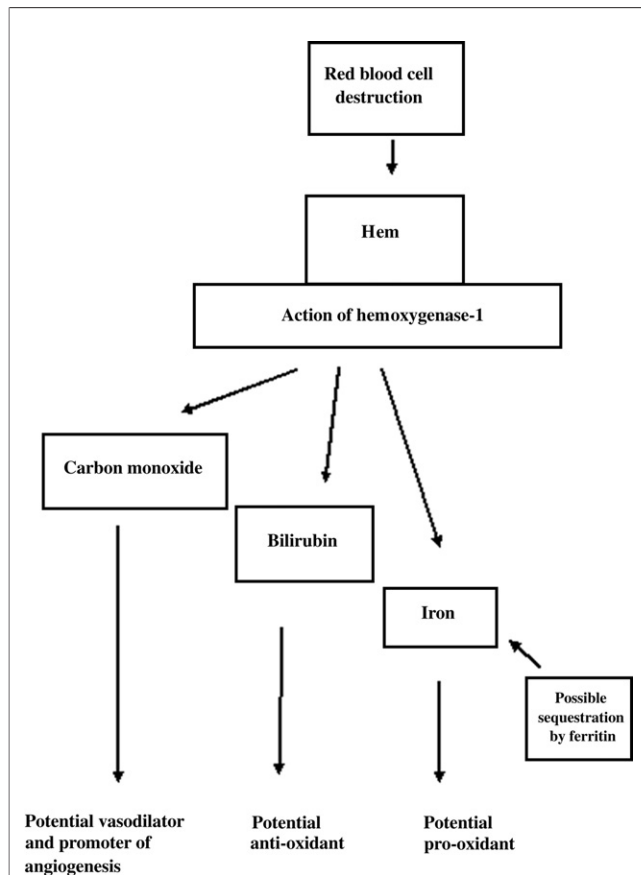 Red blood cell
destruction
Hem
Action of hemoxygenase-1
Carbon monoxide
Bilirubin
Iron
Possible
sequestration
by ferritin
Potential vasodilator
and promoter of
angiogenesis
Potential
anti-oxidant
Potential
pro-oxidant